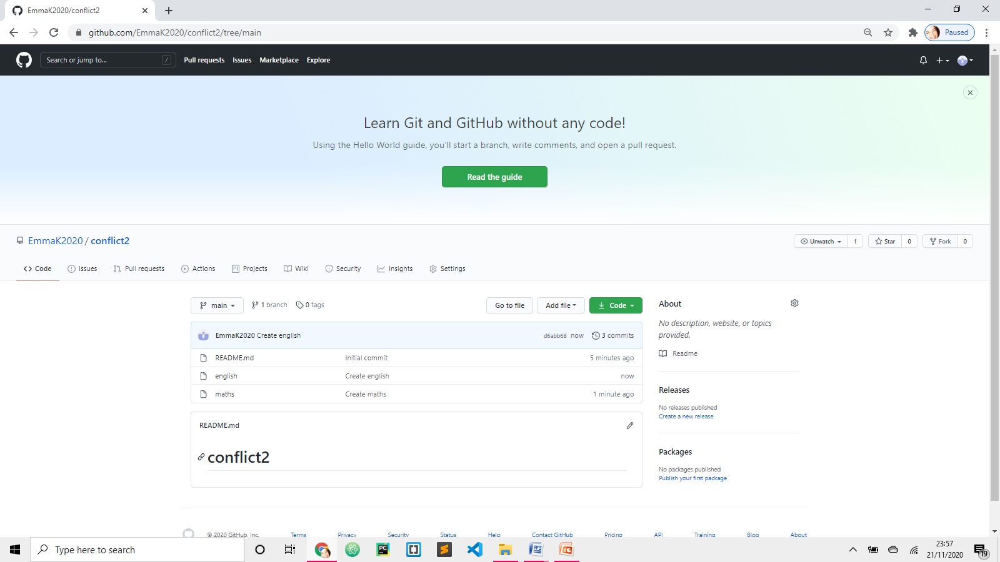 EmmaK2020/conflict2
github.com/EmmaK2020/conflict2/tree/main
Paused
Search or jump to... /
Pull requests Issues Marketplace Explore
Learn Git and GitHub without any code!
Using the Hello World guide, you'll start a branch, write comments, and open a pull request.
Read the guide
EmmaK2020 / conflict2
Unwatch 1 Star 0 Fork 0
Code Issues Pull requests Actions Projects Wiki Security Insights Settings
main 1 branch 0 tags Go to file Add file Code
EmmaK2020 Create english d6abb68 now 3 commits
README.md Initial commit 5 minutes ago
english Create english now
maths Create maths 1 minute ago
README.md
conflict2
About
No description, website, or topics
provided.
Readme
Releases
No releases published
Create a new release
Packages
No packages published
Publish your first package
© 2020 GitHub, Inc. Terms Privacy Security Status Help Contact GitHub Pricing API Training Blog About
Type here to search
PC
W
23:57
21/11/2020
19